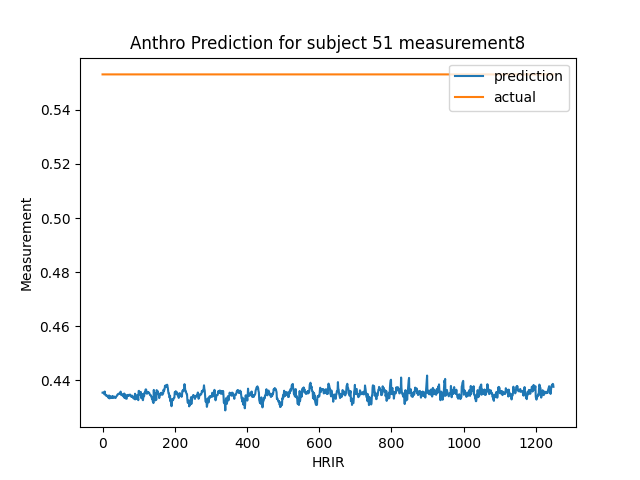 Anthro Prediction for subject 51 measurement8
prediction
actual
Measurement
0.54
0.52
0.50
0.48
0.46
0.44
0
200
400
600
800
1000
1200
HRIR